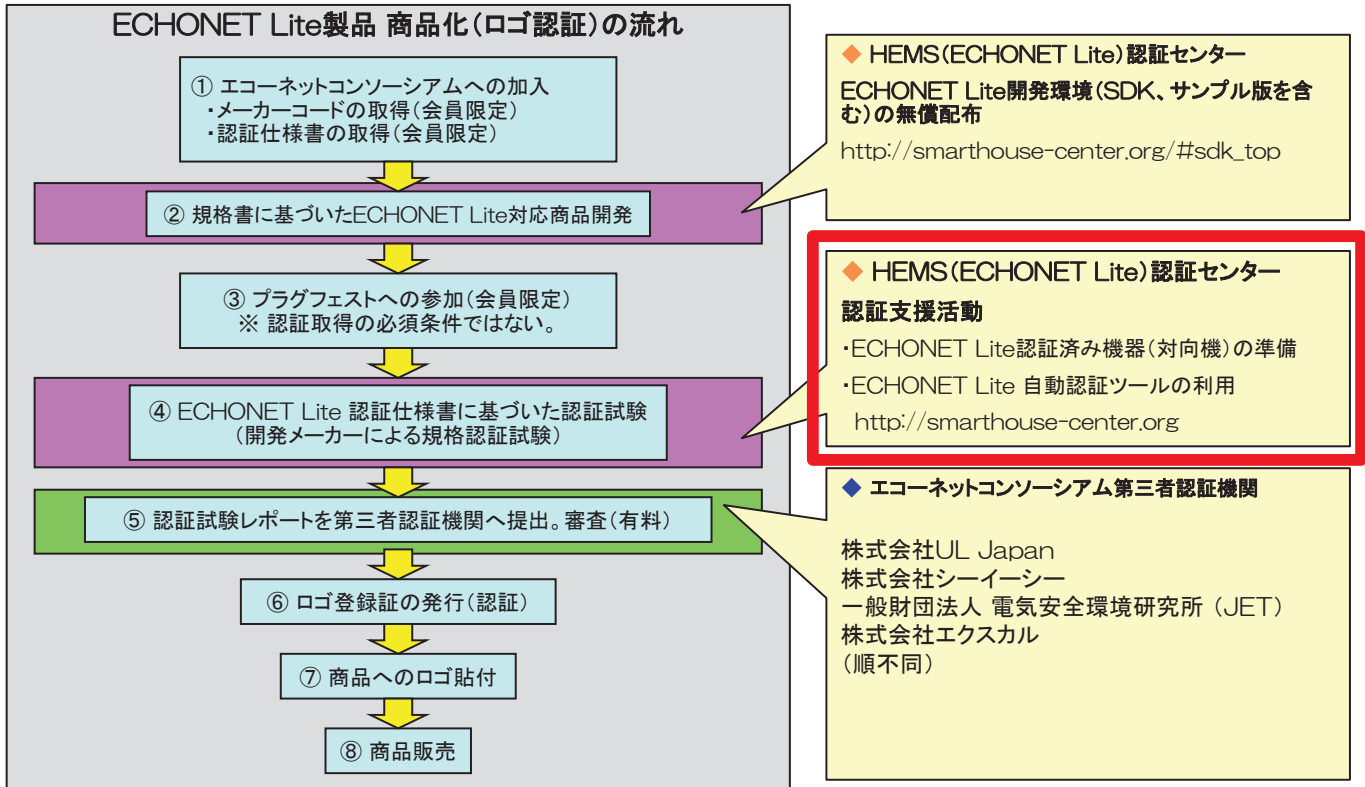 ECHONET Lite製品 商品化(ロゴ認証)の流れ
① エコーネットコンソーシアムへの加入
・メーカーコードの取得(会員限定)
・認証仕様書の取得(会員限定)
② 規格書に基づいたECHONET Lite対応商品開発
③ プラグフェストへの参加(会員限定)
※ 認証取得の必須条件ではない。
④ ECHONET Lite 認証仕様書に基づいた認証試験
(開発メーカーによる規格認証試験)
⑤ 認証試験レポートを第三者認証機関へ提出。審査(有料)
⑥ ロゴ登録証の発行(認証)
⑦ 商品へのロゴ貼付
⑧ 商品販売
◆ HEMS(ECHONET Lite)認証センター
ECHONET Lite開発環境(SDK、サンプル版を含
む)の無償配布
http://smarthouse-center.org/#sdk_top
◆ HEMS(ECHONET Lite)認証センター
認証支援活動
・ECHONET Lite認証済み機器(対向機)の準備
・ECHONET Lite 自動認証ツールの利用
http://smarthouse-center.org
◆ エコーネットコンソーシアム第三者認証機関
株式会社UL Japan
株式会社シーイーシー
一般財団法人 電気安全環境研究所 (JET)
株式会社エクスカル
(順不同)